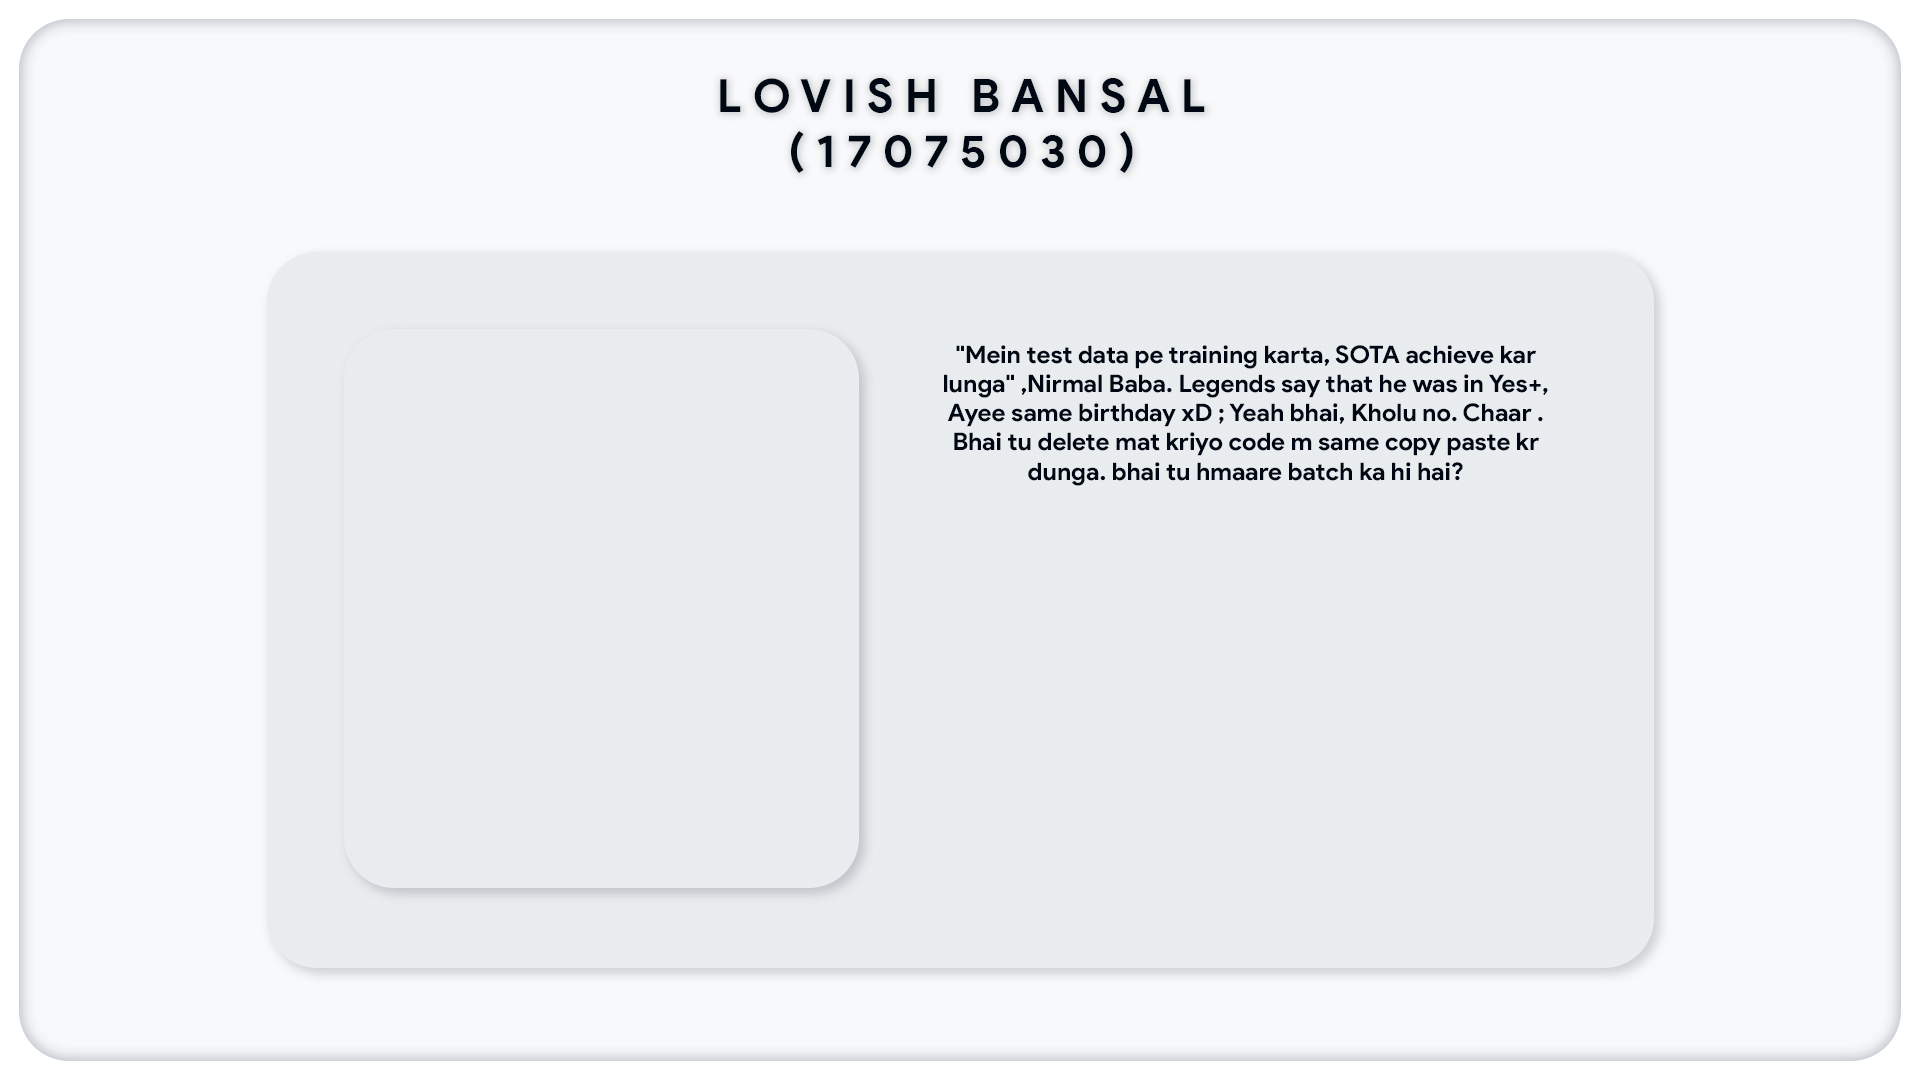 LOVISH BANSAL
(17075030)
"Mein test data pe training karta, SOTA achieve kar
lunga" ,Nirmal Baba. Legends say that he was in Yes+,
Ayee same birthday xD ; Yeah bhai, Kholu no. Chaar .
Bhai tu delete mat kriyo code m same copy paste kr
dunga. bhai tu hmaare batch ka hi hai?